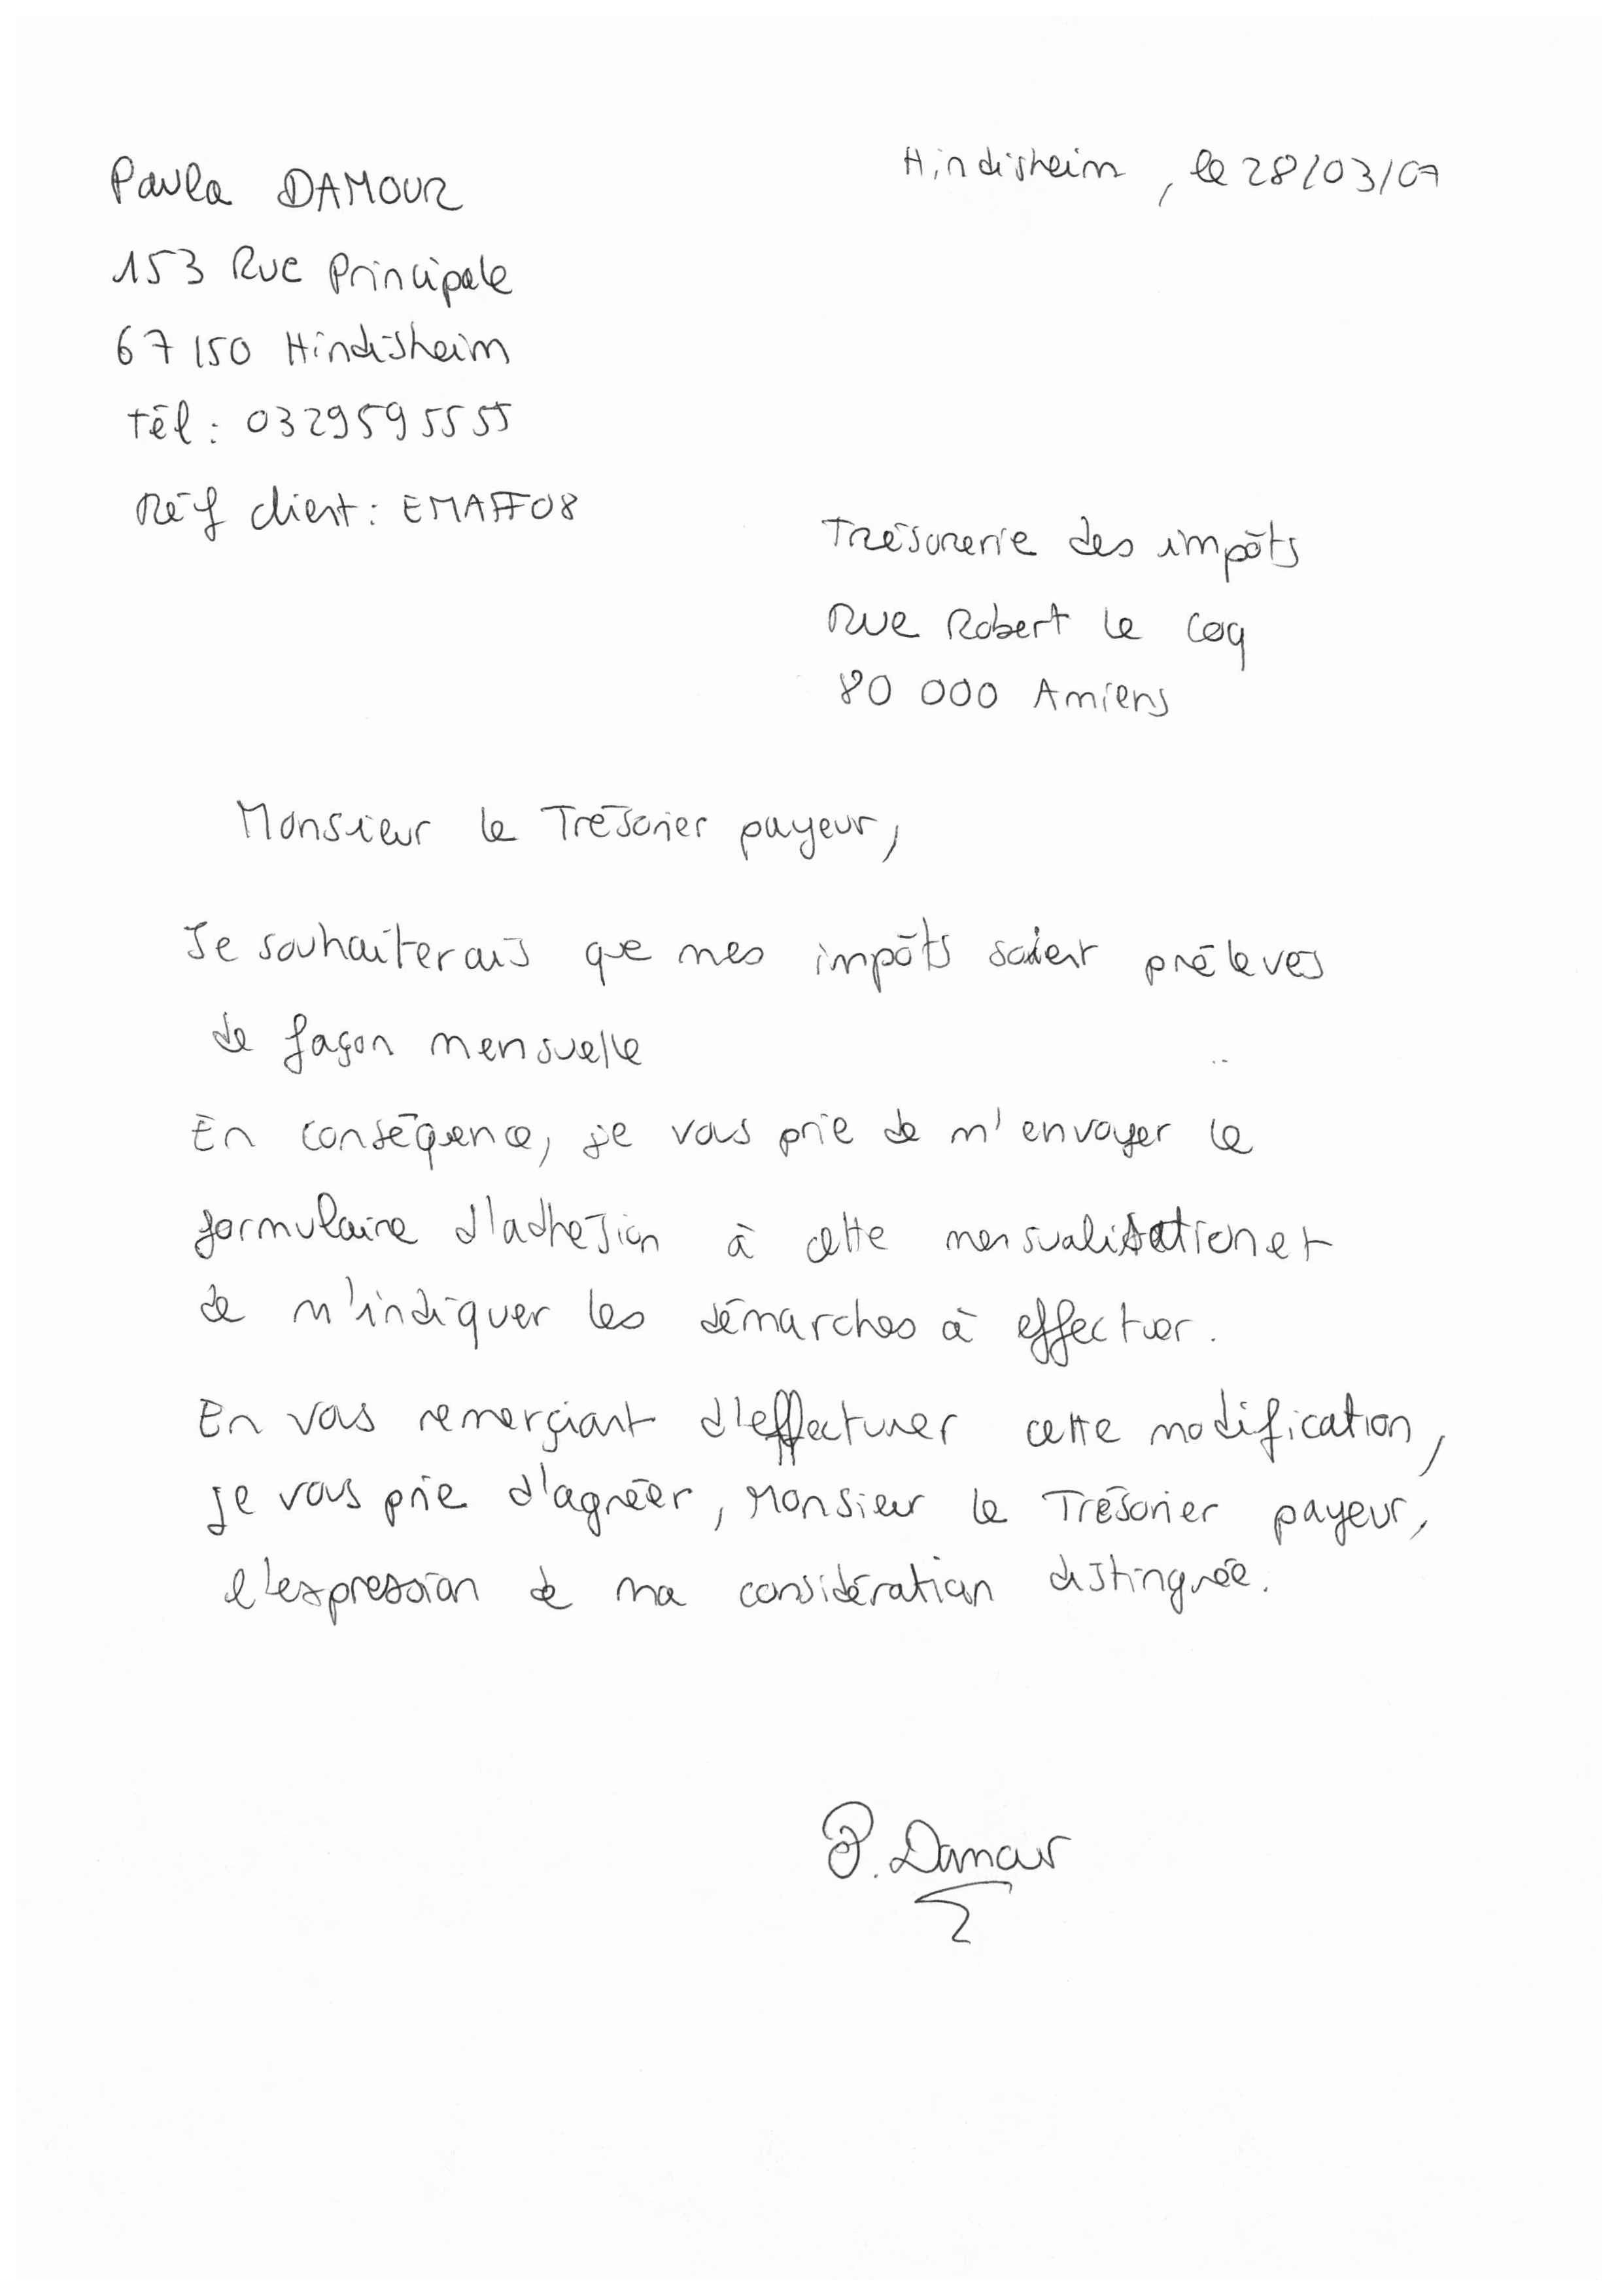 Paula DAMOUR
Hindisheim, le 28/03/07
153 Rue Principale
67150 Hindisheim
Tél : 0329595555
Réf client : EMAFF08
Trésorerie des impôts
Rue Robert le Coq
80 000 Amiens
Monsieur le Trésorier payeur,
Je souhaiterais que mes impôts soient prélevés
de façon mensuelle
En conséquence, je vous prie de m'envoyer le
formulaire d'adhésion à cette mensualisation et
de m'indiquer les démarches à effectuer.
En vous remerçiant d'effectuer cette modification,
je vous prie d'agréer, Monsieur le Trésorier payeur,
l'expression de ma considération distinguée.
P. Damour